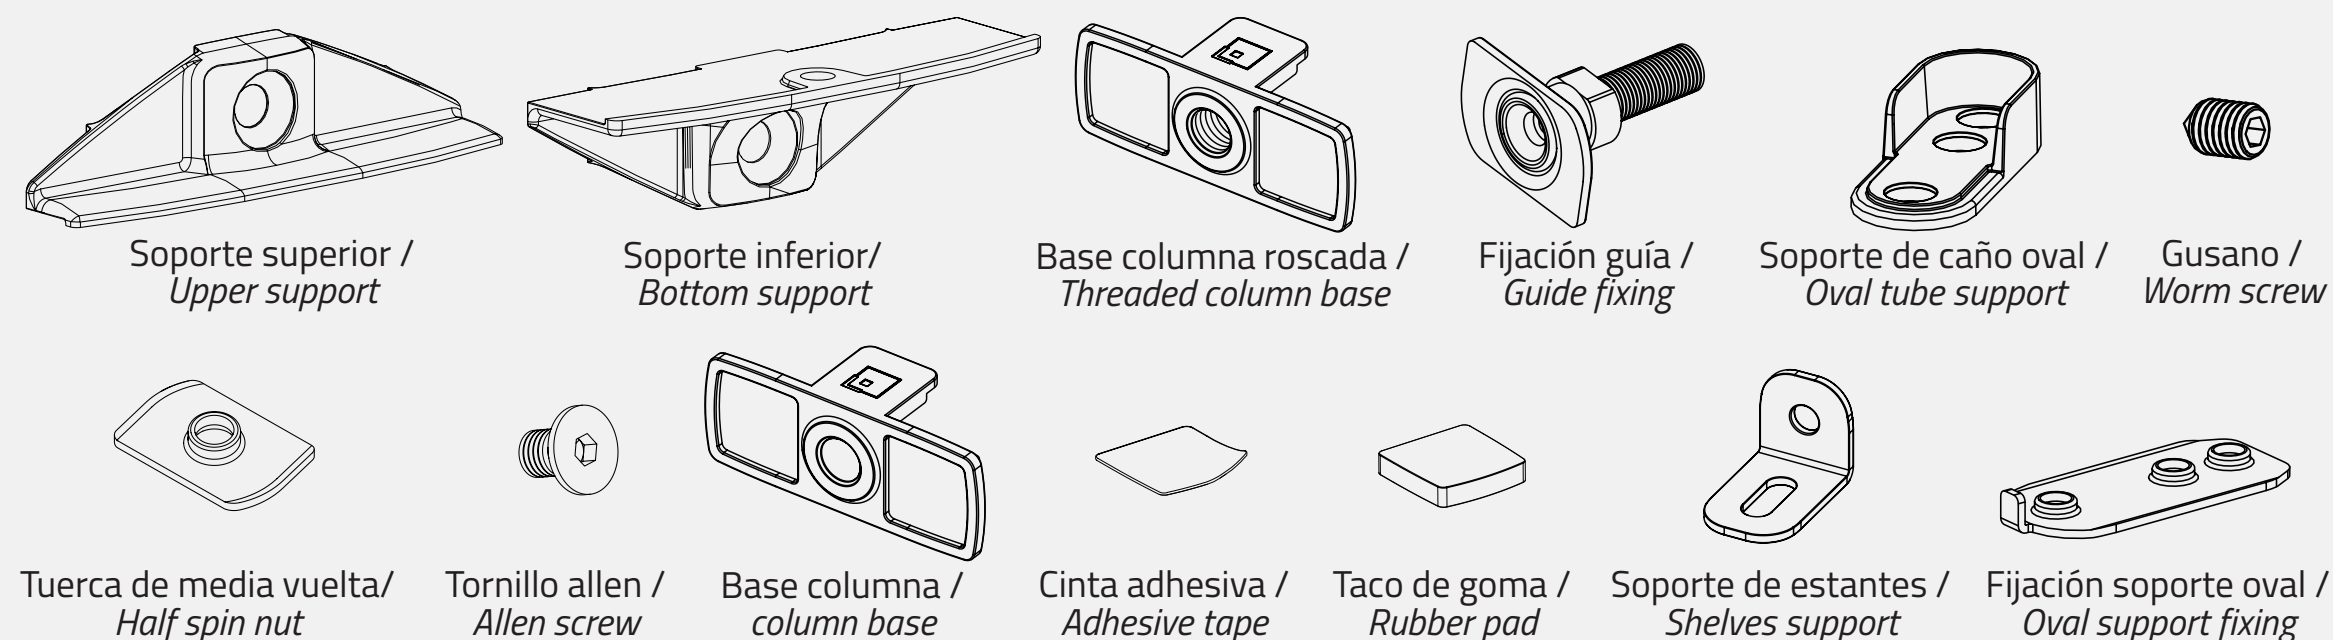 Soporte superior /
Upper support
Soporte inferior/
Bottom support
Base columna roscada /
Threaded column base
Fijación guía /
Guide fixing
Soporte de caño oval /
Oval tube support
Gusano /
Worm screw
Tuerca de media vuelta/
Half spin nut
Tornillo allen /
Allen screw
Base columna /
column base
Cinta adhesiva /
Adhesive tape
Taco de goma /
Rubber pad
Soporte de estantes /
Shelves support
Fijación soporte oval /
Oval support fixing